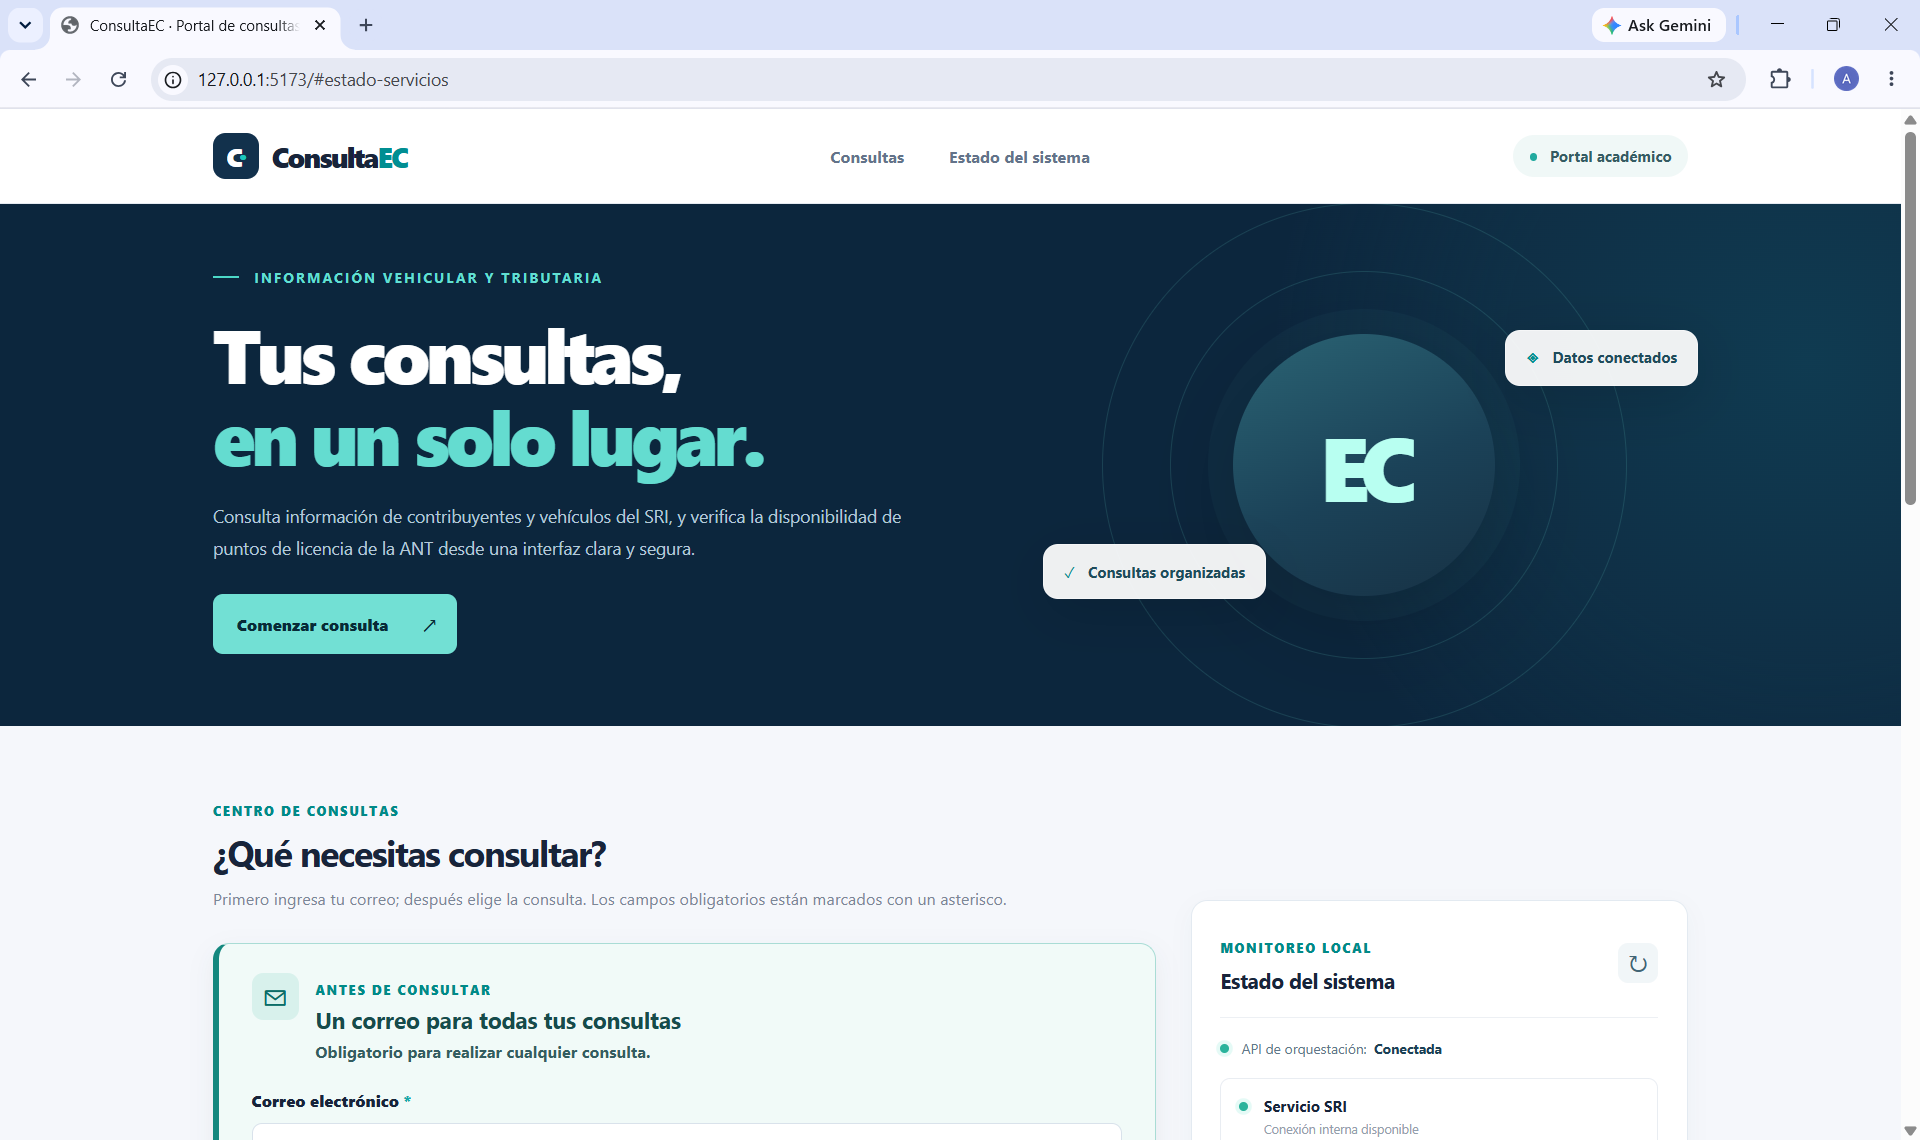 ConsultaEC · Portal de consultas
Ask Gemini
127.0.0.1:5173/#estado-servicios
A
ConsultaEC
Consultas
Estado del sistema
Portal académico
INFORMACIÓN VEHICULAR Y TRIBUTARIA
Tus consultas,
en un solo lugar.
Consulta información de contribuyentes y vehículos del SRI, y verifica la disponibilidad de
puntos de licencia de la ANT desde una interfaz clara y segura.
Comenzar consulta ↗
Datos conectados
EC
✓ Consultas organizadas
CENTRO DE CONSULTAS
¿Qué necesitas consultar?
Primero ingresa tu correo; después elige la consulta. Los campos obligatorios están marcados con un asterisco.
ANTES DE CONSULTAR
Un correo para todas tus consultas
Obligatorio para realizar cualquier consulta.
Correo electrónico *
MONITOREO LOCAL
Estado del sistema
API de orquestación: Conectada
Servicio SRI
Conexión interna disponible